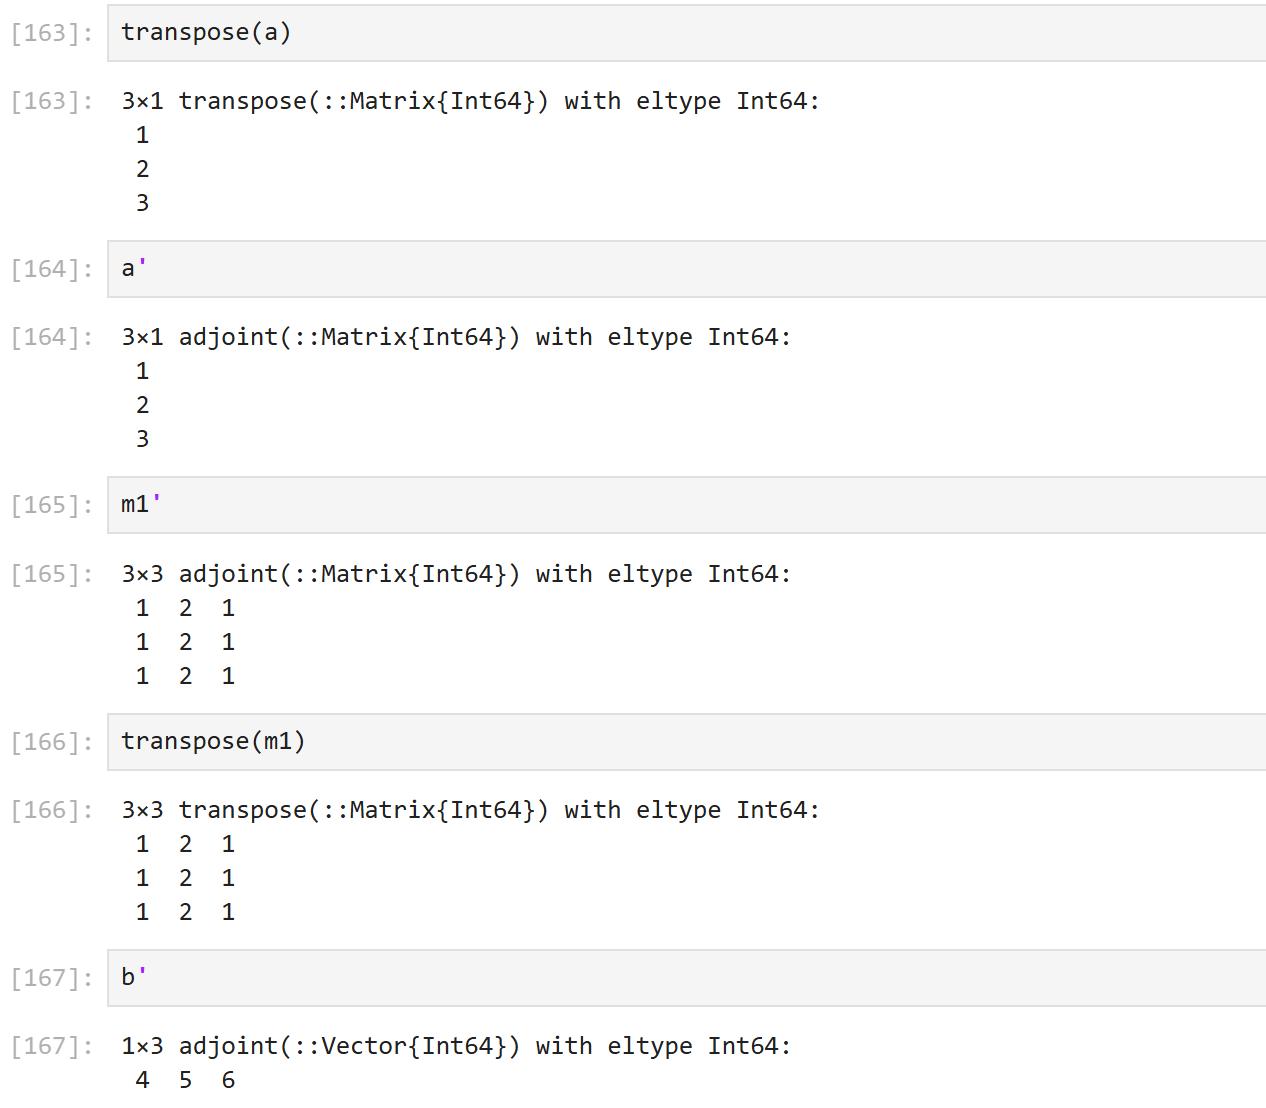 [163]: transpose(a)
[163]: 3×1 transpose(::Matrix{Int64}) with eltype Int64:
1
2
3
[164]: a'
[164]: 3×1 adjoint(::Matrix{Int64}) with eltype Int64:
1
2
3
[165]: m1'
[165]: 3×3 adjoint(::Matrix{Int64}) with eltype Int64:
1 2 1
1 2 1
1 2 1
[166]: transpose(m1)
[166]: 3×3 transpose(::Matrix{Int64}) with eltype Int64:
1 2 1
1 2 1
1 2 1
[167]: b'
[167]: 1×3 adjoint(::Vector{Int64}) with eltype Int64:
4 5 6